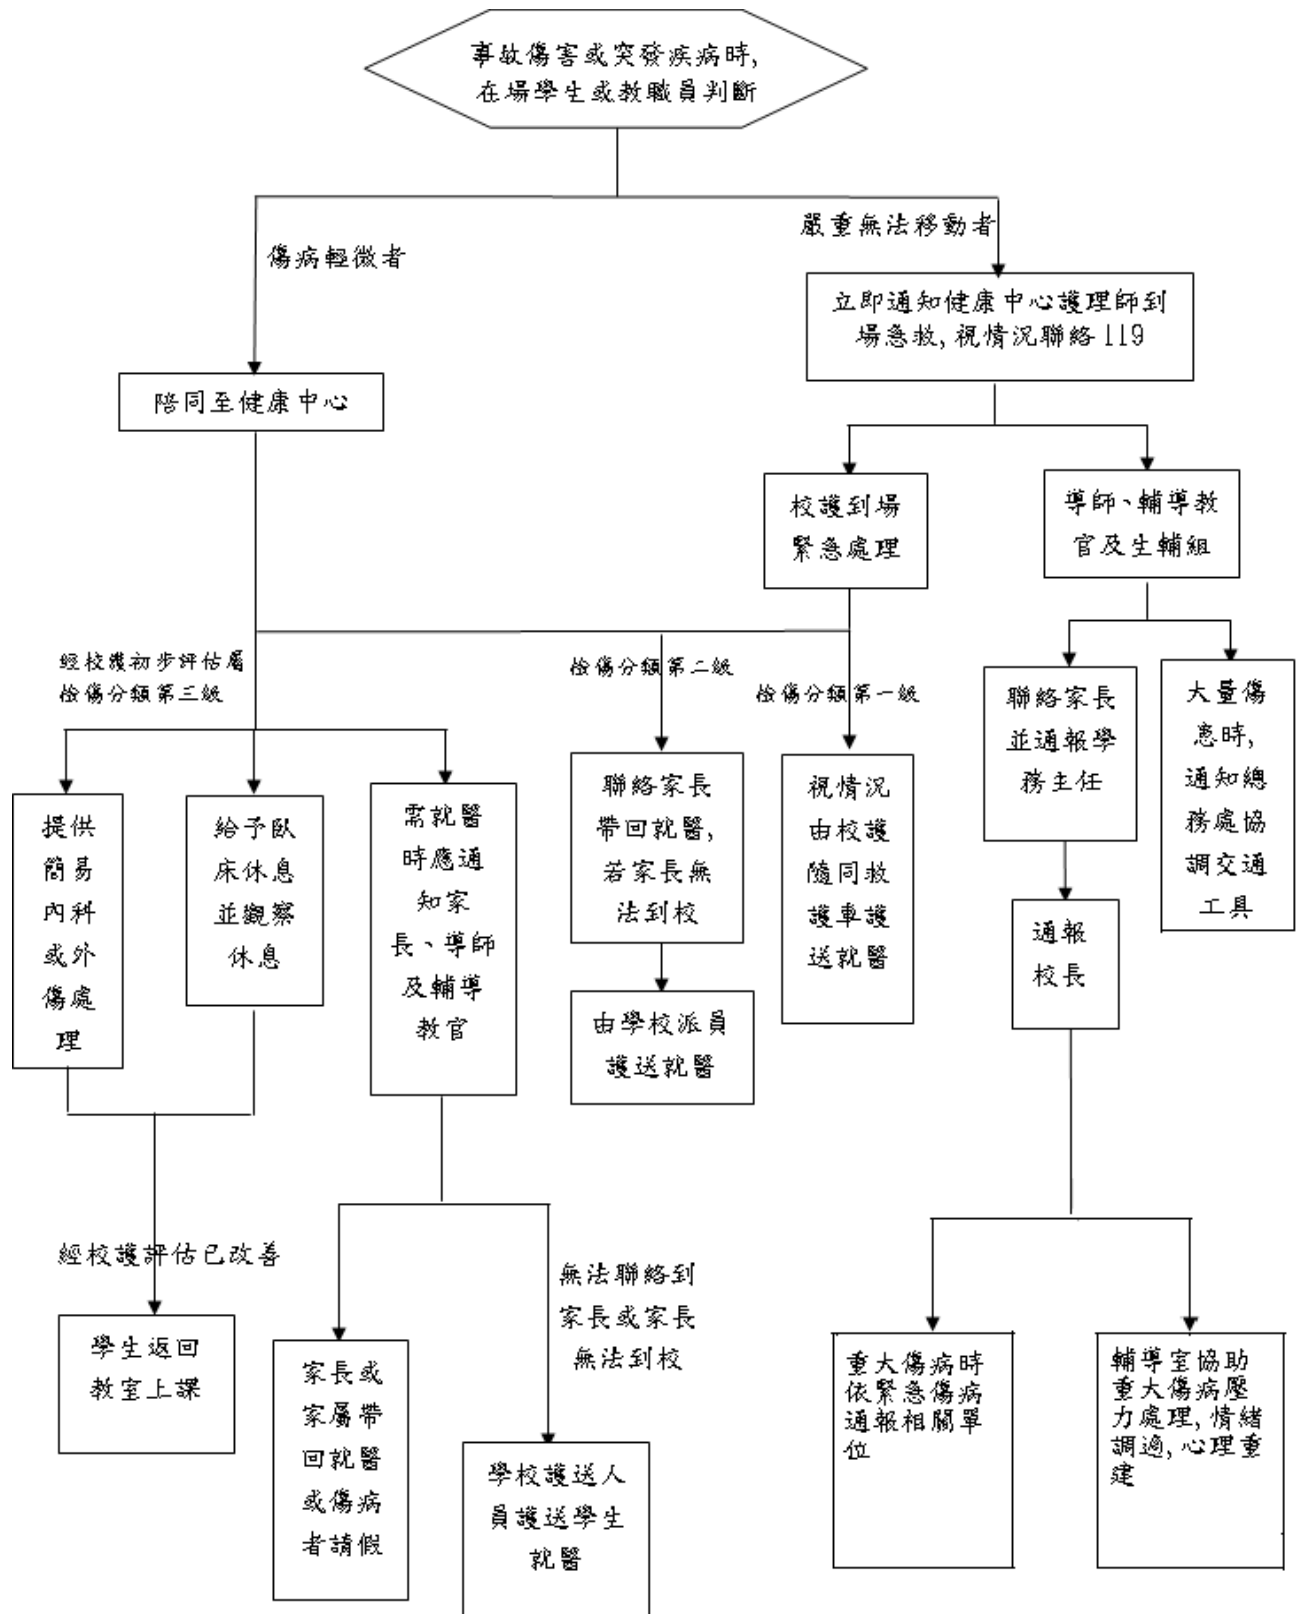 事故傷害或突發疾病時,
在場學生或教職員判斷
傷病輕微者
嚴重無法移動者
立即通知健康中心護理師到
場急救, 視情況聯絡 119
陪同至健康中心
校護到場
緊急處理
導師、輔導教
官及生輔組
經校護初步評估屬
檢傷分類第三級
檢傷分類第二級
檢傷分類第一級
聯絡家長
並通報學
務主任
大量傷
患時,
通知總
務處協
調交通
工具
提供
簡易
內科
或外
傷處
理
給予臥
床休息
並觀察
休息
需就醫
時應通
知家
長、導師
及輔導
教官
聯絡家長
帶回就醫,
若家長無
法到校
視情況
由校護
隨同救
護車護
送就醫
通報
校長
由學校派員
護送就醫
經校護評估已改善
無法聯絡到
家長或家長
無法到校
學生返回
教室上課
家長或
家屬帶
回就醫
或傷病
者請假
學校護送人
員護送學生
就醫
重大傷病時
依緊急傷病
通報相關單
位
輔導室協助
重大傷病壓
力處理, 情緒
調適, 心理重
建